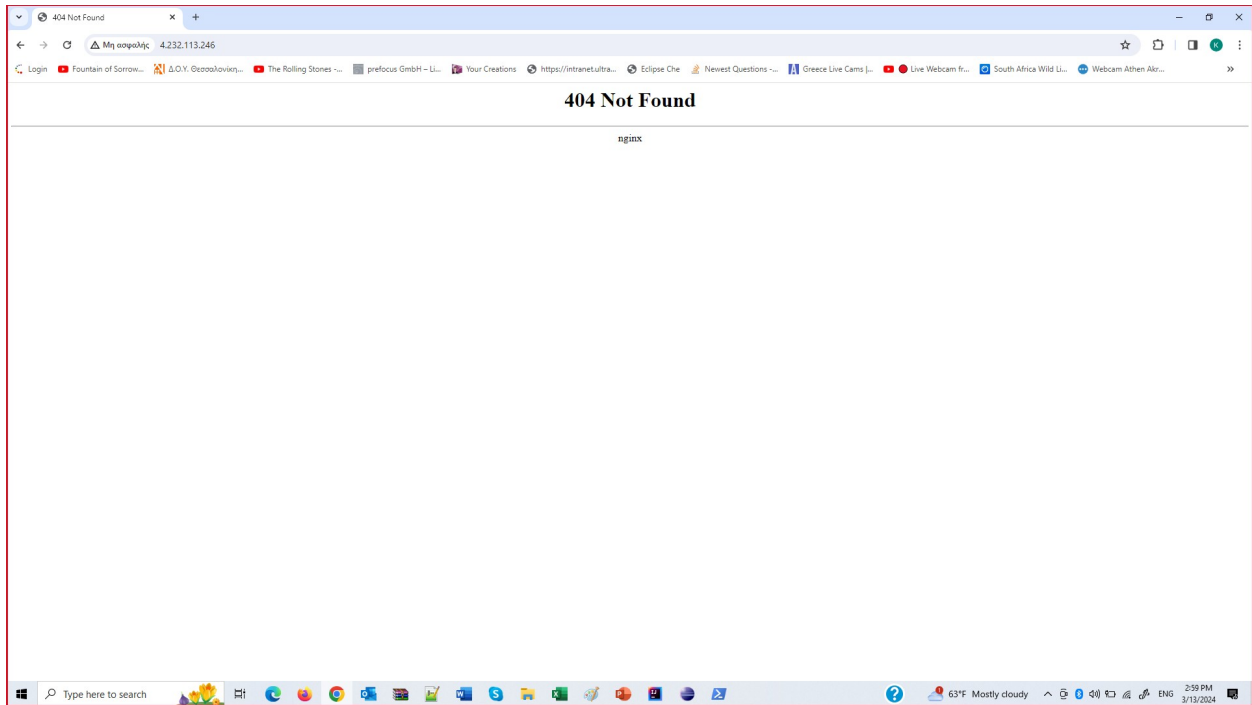 404 Not Found
Μη ασφαλής 4.232.113.246
Login Fountain of Sorrow... Δ.Ο.Υ. Θεσσαλονίκη... The Rolling Stones -... prefocus GmbH – Li... Your Creations https://intranet.ultra... Eclipse Che Newest Questions -... Greece Live Cams |... Live Webcam fr... South Africa Wild Li... Webcam Athen Akr...
404 Not Found
nginx
Type here to search 63°F Mostly cloudy ENG 2:59 PM
3/13/2024